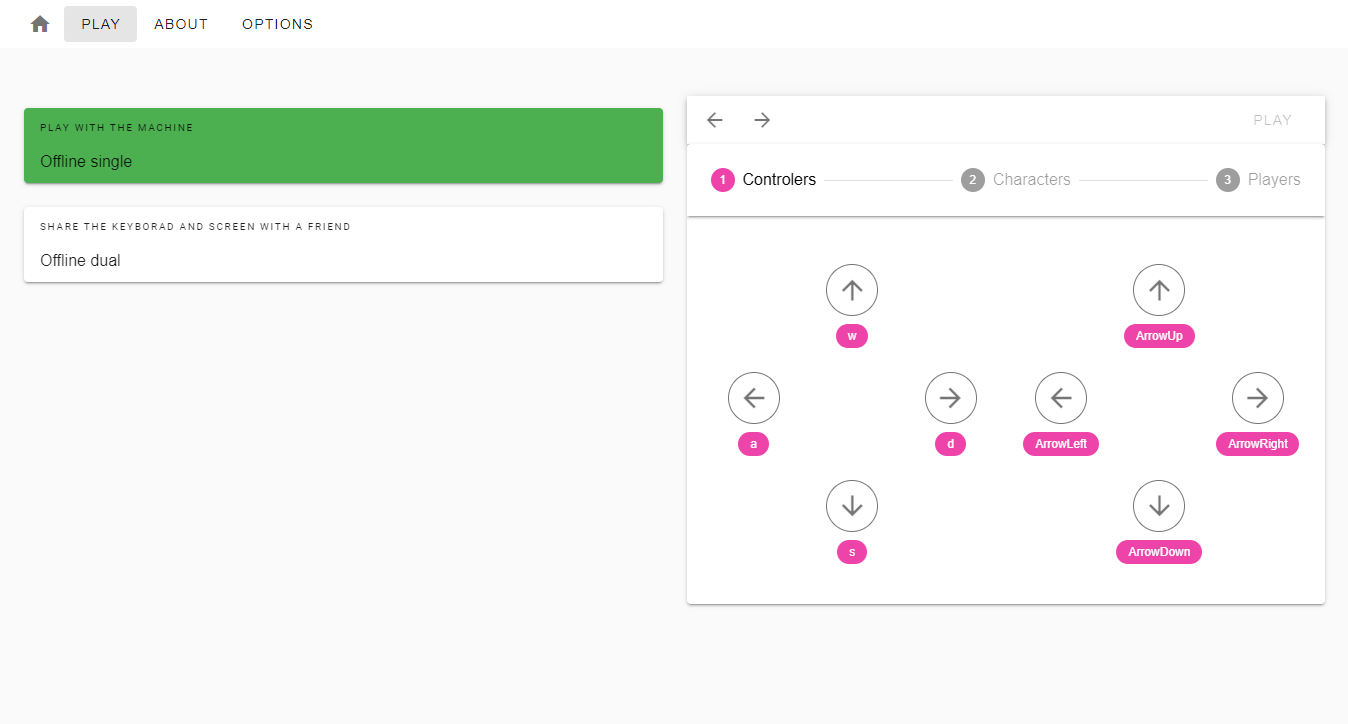 PLAY ABOUT OPTIONS
PLAY WITH THE MACHINE
Offline single
SHARE THE KEYBORAD AND SCREEN WITH A FRIEND
Offline dual
PLAY
1 Controlers 2 Characters 3 Players
w
ArrowUp
a
d
ArrowLeft
ArrowRight
s
ArrowDown